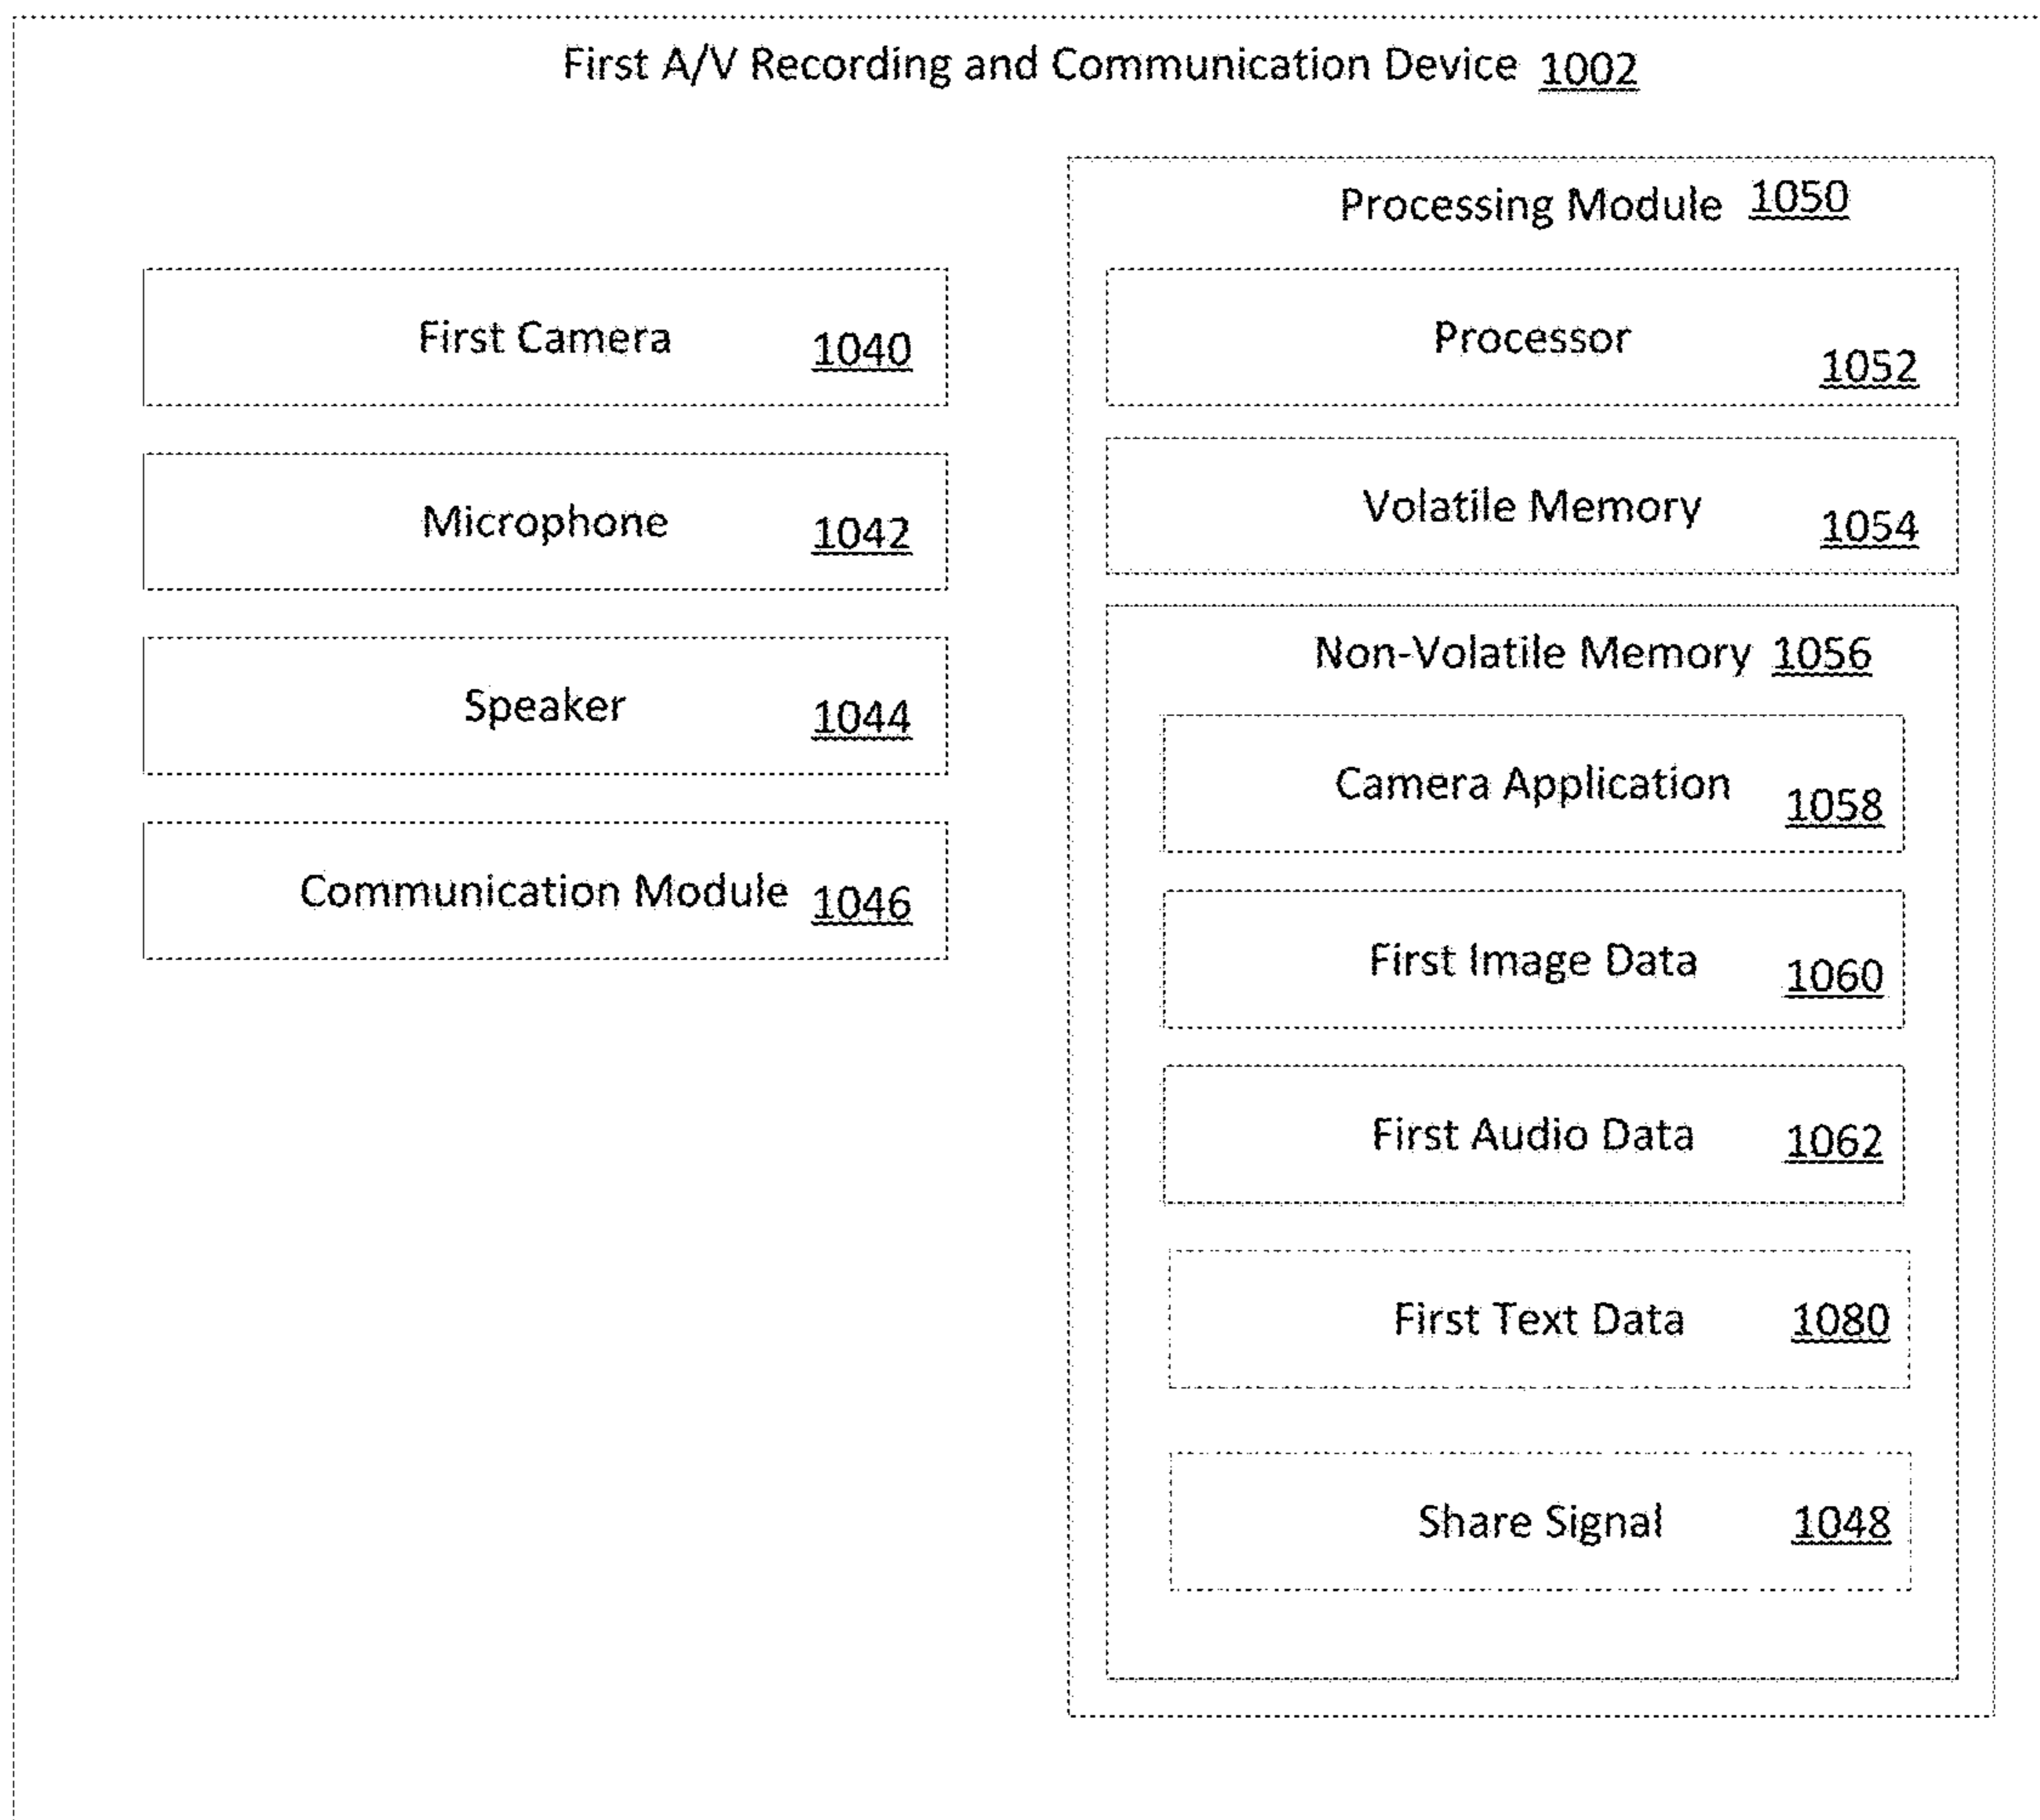 First A/V Recording and Communication Device 1002
First Camera 1040
Microphone 1042
Speaker 1044
Communication Module 1046
Processing Module 1050
Processor 1052
Volatile Memory 1054
Non-Volatile Memory 1056
Camera Application 1058
First Image Data 1060
First Audio Data 1062
First Text Data 1080
Share Signal 1048